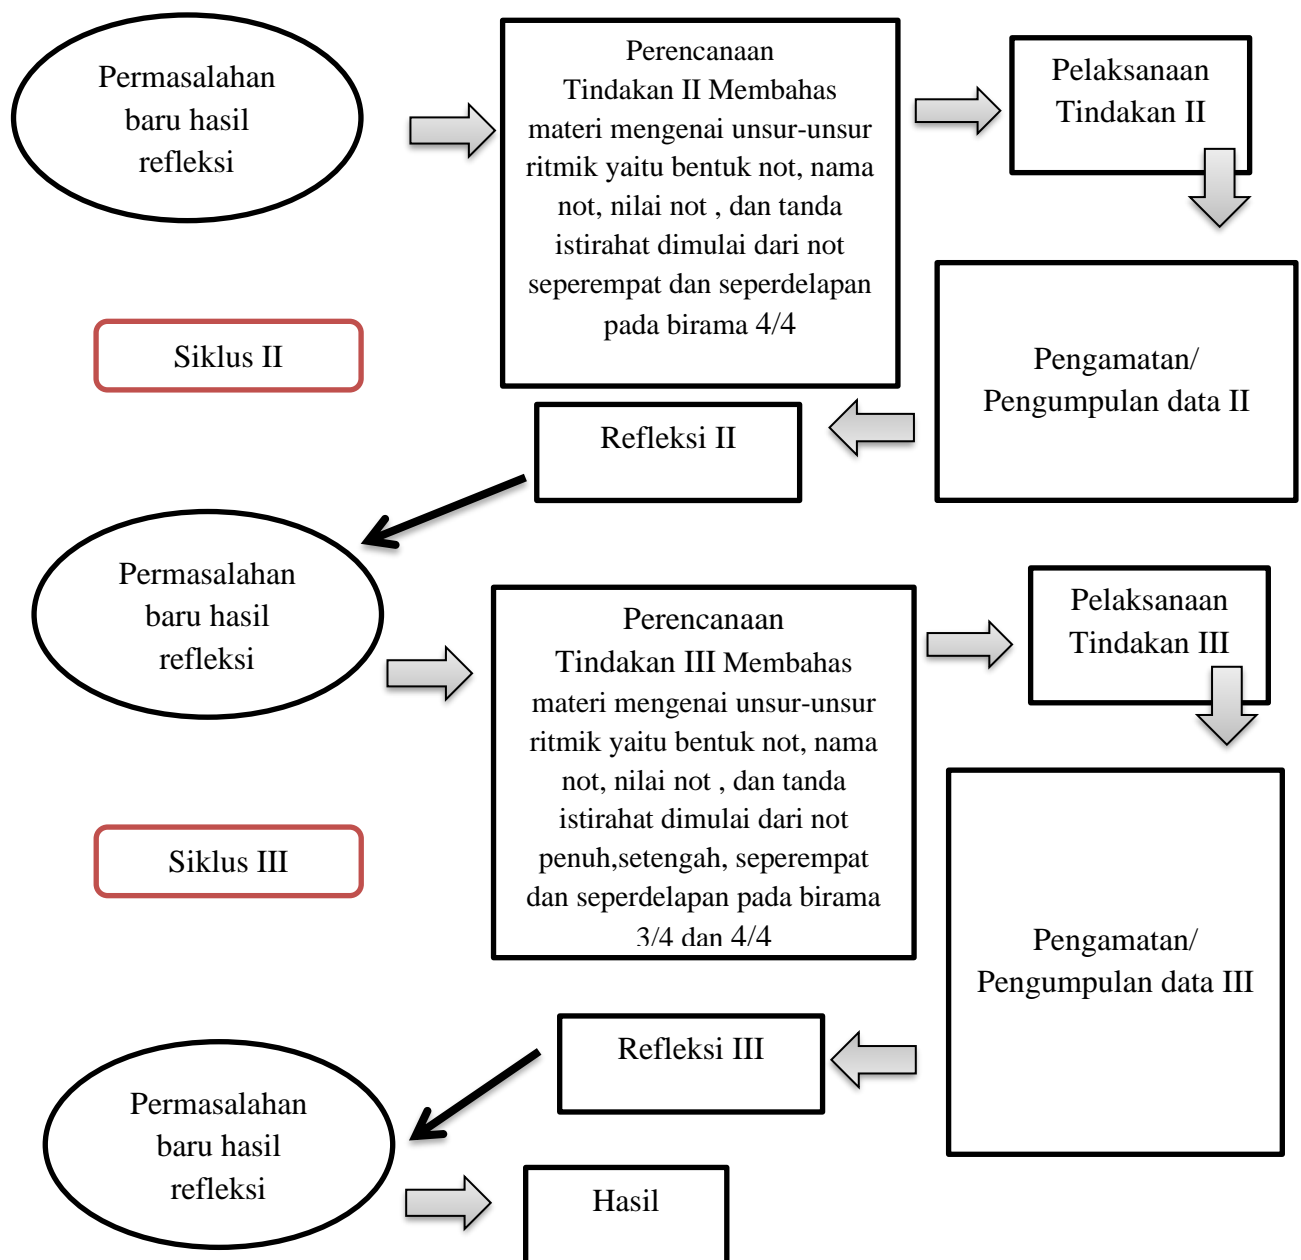 Permasalahan
baru hasil
refleksi
Perencanaan
Tindakan II Membahas
materi mengenai unsur-unsur
ritmik yaitu bentuk not, nama
not, nilai not , dan tanda
istirahat dimulai dari not
seperempat dan seperdelapan
pada birama 4/4
Pelaksanaan
Tindakan II
Siklus II
Pengamatan/
Pengumpulan data II
Refleksi II
Permasalahan
baru hasil
refleksi
Perencanaan
Tindakan III Membahas
materi mengenai unsur-unsur
ritmik yaitu bentuk not, nama
not, nilai not , dan tanda
istirahat dimulai dari not
penuh,setengah, seperempat
dan seperdelapan pada birama
3/4 dan 4/4
Pelaksanaan
Tindakan III
Siklus III
Pengamatan/
Pengumpulan data III
Refleksi III
Permasalahan
baru hasil
refleksi
Hasil